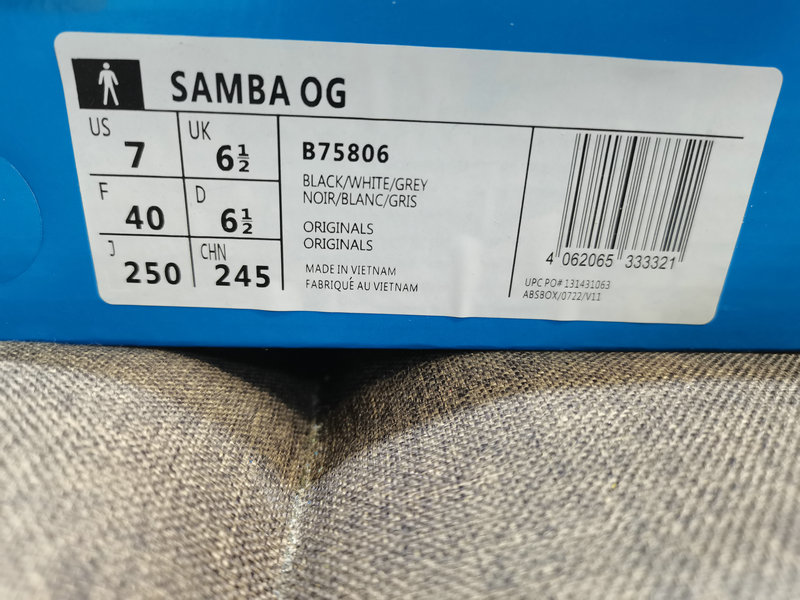 SAMBA OG
US 7 UK 6½
F 40 D 6½
J 250 CHN 245
B75806
BLACK/WHITE/GREY
NOIR/BLANC/GRIS
ORIGINALS
ORIGINALS
MADE IN VIETNAM
FABRIQUÉ AU VIETNAM
4 062065 333321
UPC PO# 131431063
ABSBOX/0722/V11